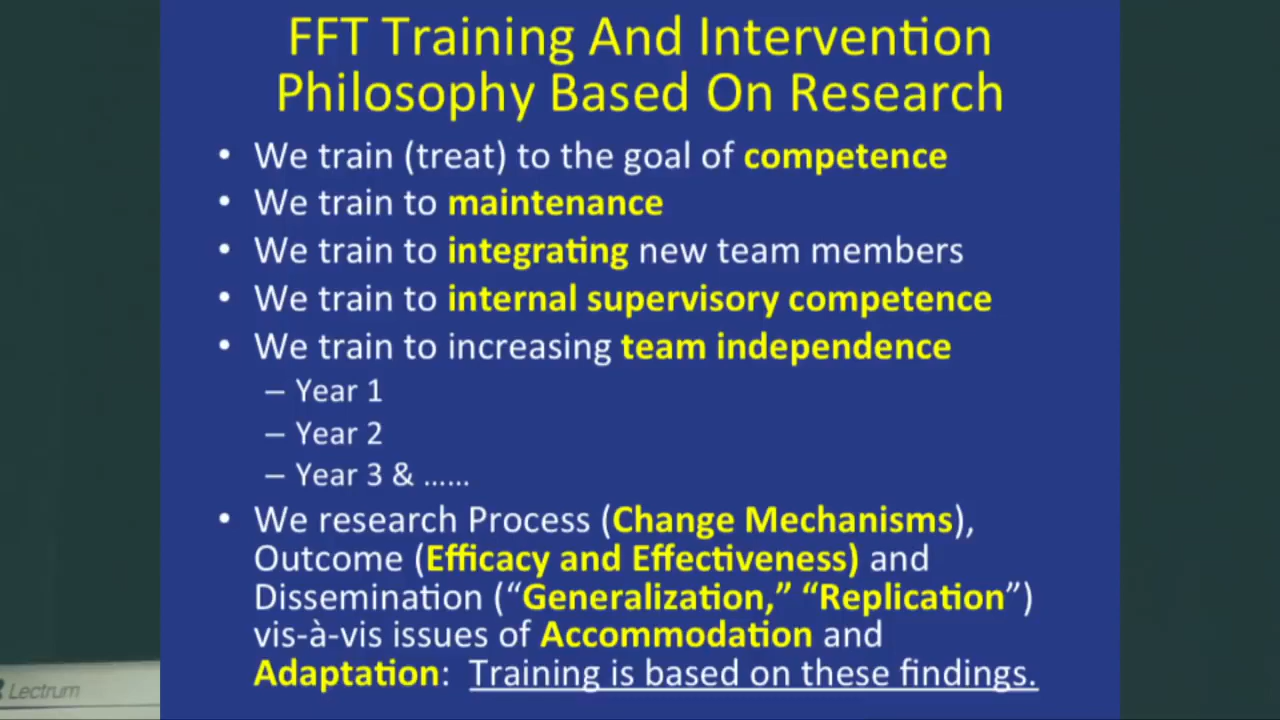 FFT Training And Intervention
Philosophy Based On Research
• We train (treat) to the goal of competence
• We train to maintenance
• We train to integrating new team members
• We train to internal supervisory competence
• We train to increasing team independence
– Year 1
– Year 2
– Year 3 & ......
• We research Process (Change Mechanisms),
Outcome (Efficacy and Effectiveness) and
Dissemination (“Generalization,” “Replication”)
vis-à-vis issues of Accommodation and
Adaptation: Training is based on these findings.
Lectrum